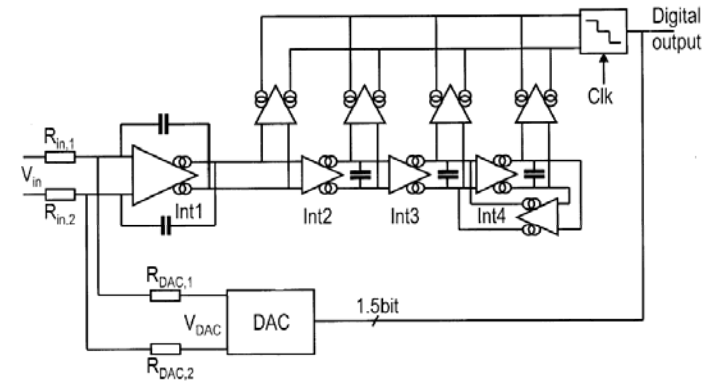 Digital
output
Clk
R_in,1
V_in
R_in,2
Int1
Int2
Int3
Int4
R_DAC,1
V_DAC
DAC
1.5bit
R_DAC,2